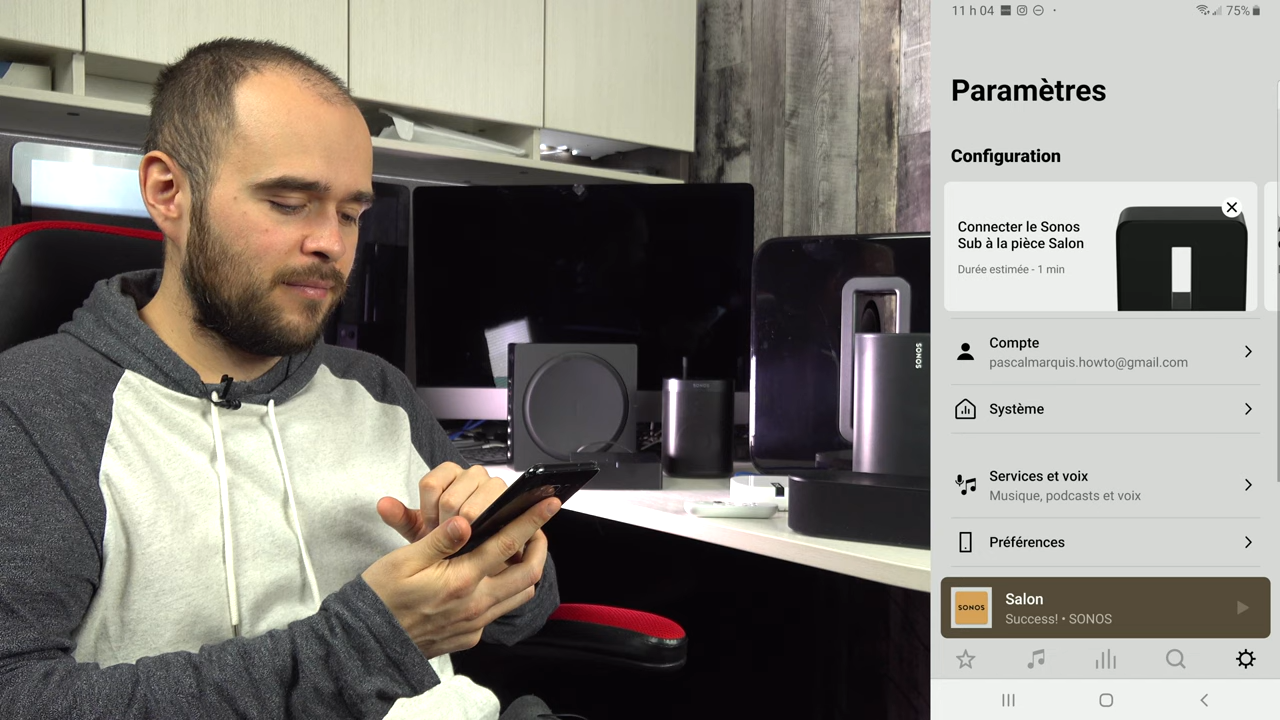 11 h 04
75%
Paramètres
Configuration
Connecter le Sonos
Sub à la pièce Salon
Durée estimée - 1 min
Compte
pascalmarquis.howto@gmail.com
Système
Services et voix
Musique, podcasts et voix
Préférences
SONOS
Salon
Success! • SONOS
SONOS
SONOS